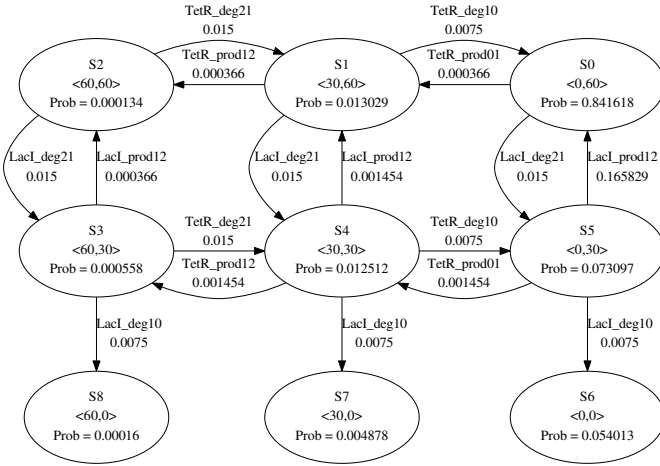 TetR_deg21
0.015
TetR_deg10
0.0075
S2
<60,60>
Prob = 0.000134
TetR_prod12
0.000366
S1
<30,60>
Prob = 0.013029
TetR_prod01
0.000366
S0
<0,60>
Prob = 0.841618
LacI_deg21
0.015
LacI_prod12
0.000366
LacI_deg21
0.015
LacI_prod12
0.001454
LacI_deg21
0.015
LacI_prod12
0.165829
S3
<60,30>
Prob = 0.000558
TetR_deg21
0.015
TetR_prod12
0.001454
S4
<30,30>
Prob = 0.012512
TetR_deg10
0.0075
TetR_prod01
0.001454
S5
<0,30>
Prob = 0.073097
LacI_deg10
0.0075
LacI_deg10
0.0075
LacI_deg10
0.0075
S8
<60,0>
Prob = 0.00016
S7
<30,0>
Prob = 0.004878
S6
<0,0>
Prob = 0.054013